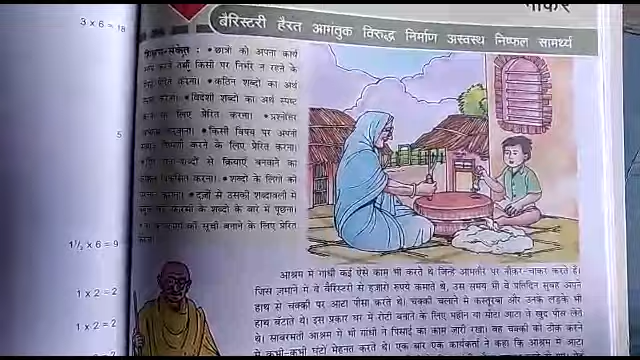 3 × 6 = 18
5
1½ × 6 = 9
1 × 2 = 2
1 × 2 = 2
बैरिस्टरी हैरत आगंतुक विरुद्ध निर्माण अस्वस्थ निष्फल सामर्थ्य
शिक्षण-संकेत : • छात्रों को अपना कार्य
किसी पर निर्भर न रहने के
प्रेरित करना। • कठिन शब्दों का अर्थ
• विदेशी शब्दों का अर्थ स्पष्ट
के लिए प्रेरित करना। • प्रश्नोत्तर
• किसी विषय पर अपनी
करने के लिए प्रेरित करना।
शब्दों से क्रियाएँ बनवाने का
करना। • शब्दों के लिंगों को
• दूजों से उसकी शब्दावली में
के शब्दों के बारे में पूछना।
की सूची बनाने के लिए प्रेरित
आश्रम में गांधी कई ऐसे काम भी करते थे जिन्हें आमतौर पर नौकर-चाकर करते हैं।
जिस ज़माने में वे बैरिस्टरी से हज़ारों रुपये कमाते थे, उस समय भी वे प्रतिदिन सुबह अपने
हाथ से चक्की पर आटा पीसा करते थे। चक्की चलाने में कस्तूरबा और उनके लड़के भी
हाथ बँटाते थे। इस प्रकार घर में रोटी बनाने के लिए महीन या मोटा आटा वे खुद पीस लेते
थे। साबरमती आश्रम में भी गांधी ने पिसाई का काम जारी रखा। वह चक्की को ठीक करने
में कभी-कभी घंटों मेहनत करते थे। एक बार एक कार्यकर्ता ने कहा कि आश्रम में आटा